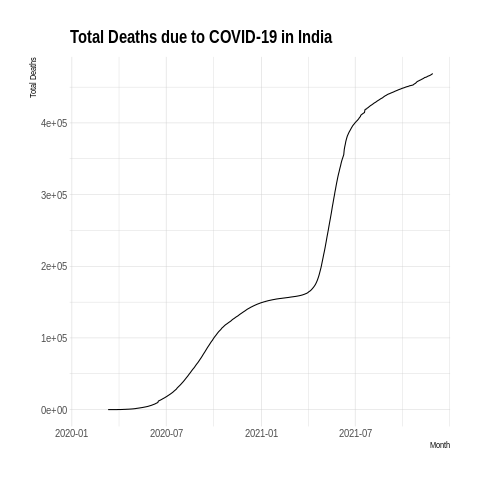 Total Deaths due to COVID-19 in India
Total Deaths
4e+05
3e+05
2e+05
1e+05
0e+00
2020-01 2020-07 2021-01 2021-07
Month